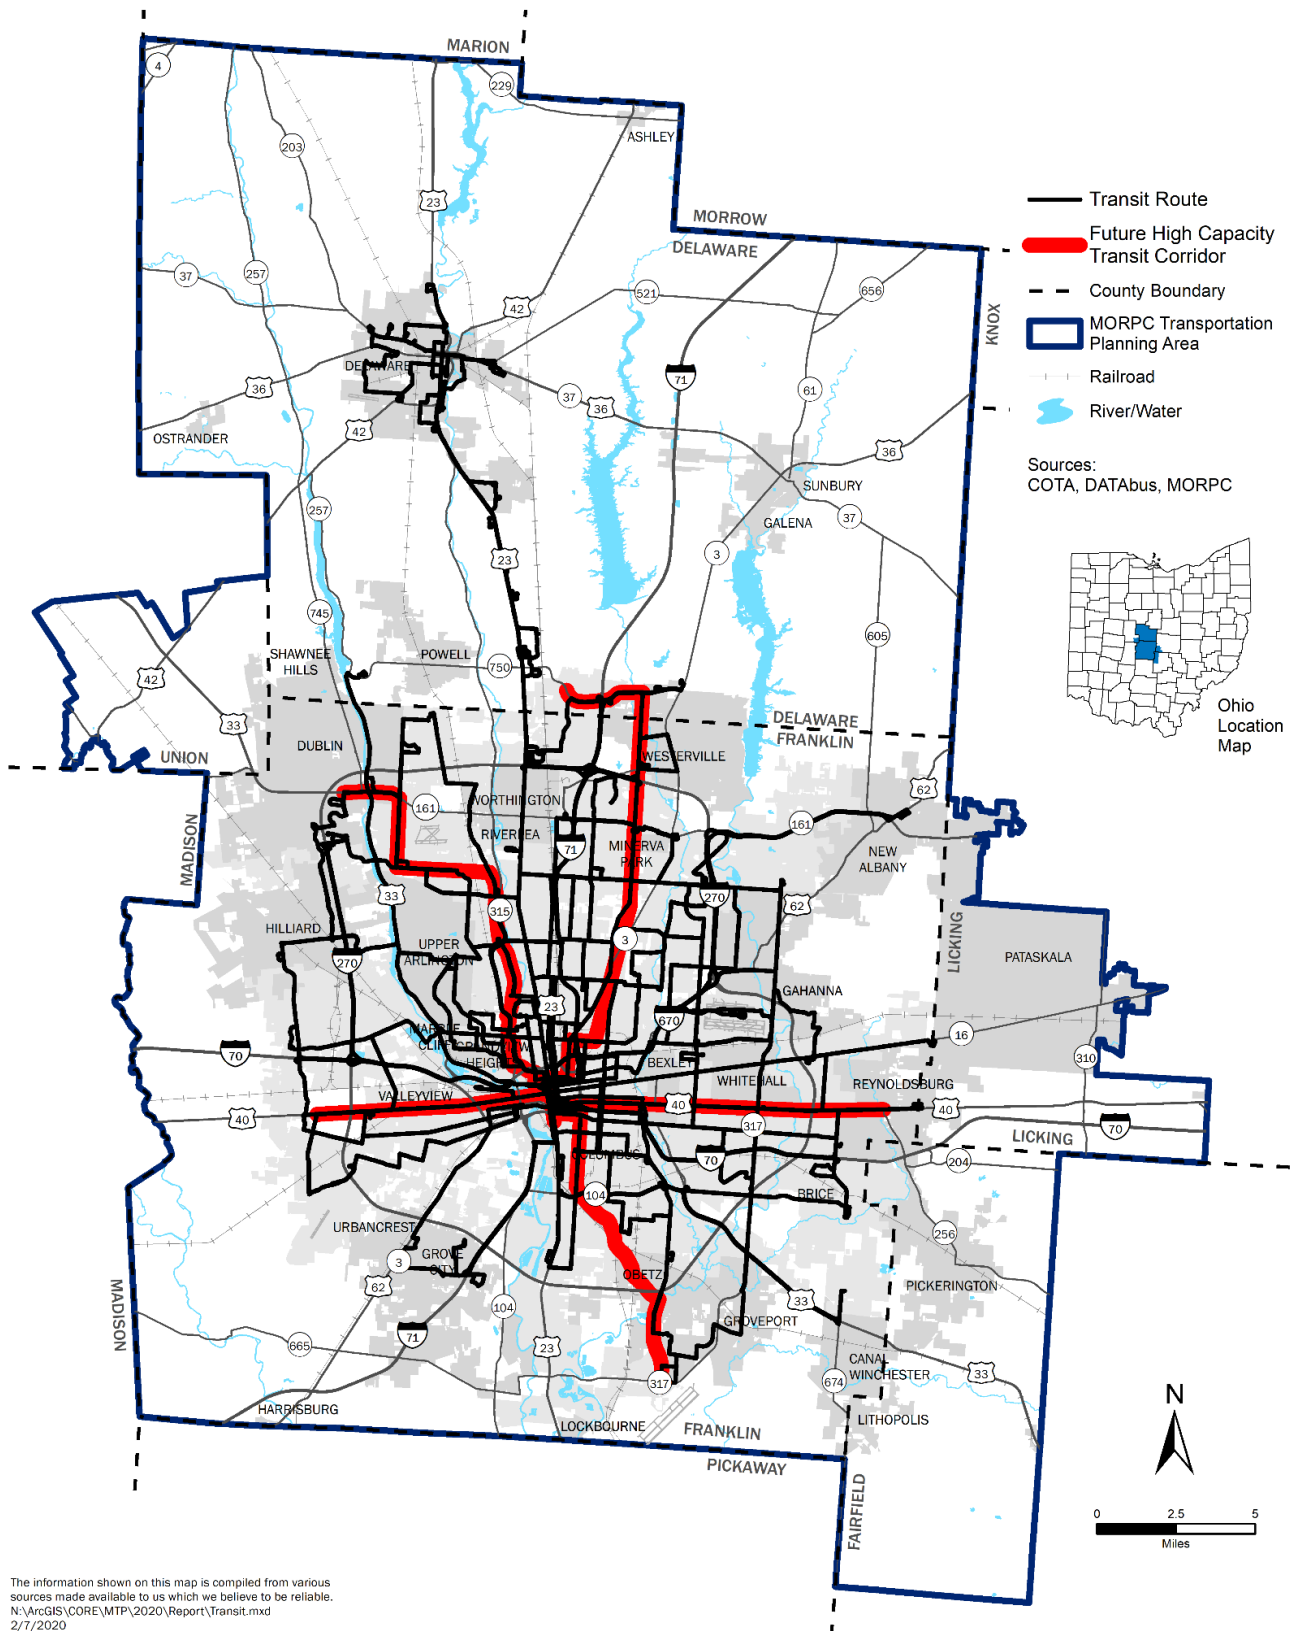 MARION
4
229
ASHLEY
203
23
MORROW
DELAWARE
KNOX
37
257
521
656
42
DELAWARE
71
36
37
36
61
42
OSTRANDER
36
SUNBURY
257
GALENA
37
23
3
745
605
SHAWNEE
HILLS
POWELL
750
42
33
DELAWARE
FRANKLIN
DUBLIN
WESTERVILLE
UNION
62
161
WORTHINGTON
161
RIVERLEA
71
MINERVA
PARK
NEW
ALBANY
MADISON
33
270
62
315
HILLIARD
UPPER
ARLINGTON
3
270
LICKING
PATASKALA
GAHANNA
23
670
16
MARBLE
CLIFF
GRANDVIEW
HEIGHTS
70
BEXLEY
WHITEHALL
REYNOLDSBURG
310
VALLEYVIEW
40
40
40
317
70
LICKING
COLUMBUS
70
204
104
BRICE
URBANCREST
256
3
GROVE
CITY
OBETZ
62
PICKERINGTON
MADISON
104
33
GROVEPORT
71
665
23
CANAL
WINCHESTER
33
317
674
HARRISBURG
LOCKBOURNE
FRANKLIN
LITHOPOLIS
PICKAWAY
FAIRFIELD
Transit Route
Future High Capacity
Transit Corridor
County Boundary
MORPC Transportation
Planning Area
Railroad
River/Water
Sources:
COTA, DATAbus, MORPC
Ohio
Location
Map
N
0 2.5 5
Miles
The information shown on this map is compiled from various
sources made available to us which we believe to be reliable.
N:\ArcGIS\CORE\MTP\2020\Report\Transit.mxd
2/7/2020